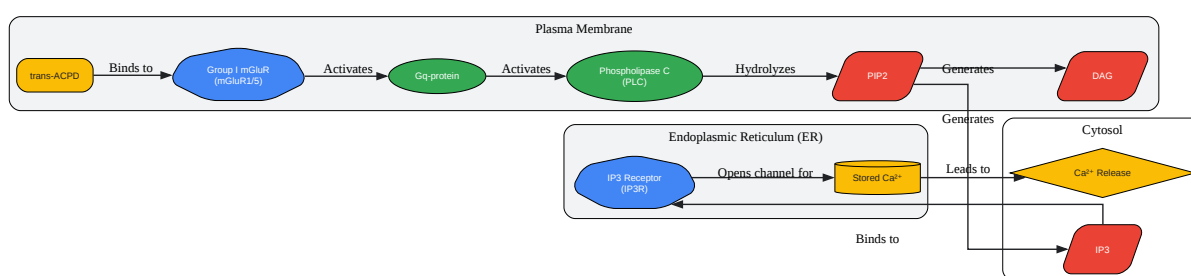 Plasma Membrane
trans-ACPD
Binds to
Group I mGluR
(mGluR1/5)
Activates
Gq-protein
Activates
Phospholipase C
(PLC)
Hydrolyzes
PIP2
Generates
DAG
Generates
Endoplasmic Reticulum (ER)
Cytosol
IP3 Receptor
(IP3R)
Opens channel for
Stored Ca²⁺
Leads to
Ca²⁺ Release
Binds to
IP3